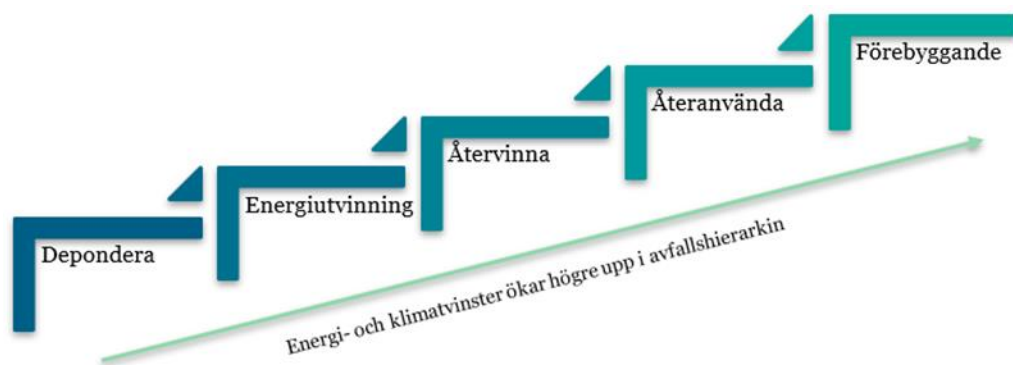 Förebyggande
Återanvända
Återvinna
Energiutvinning
Depondera
Energi- och klimatvinster ökar högre upp i avfallshierarkin